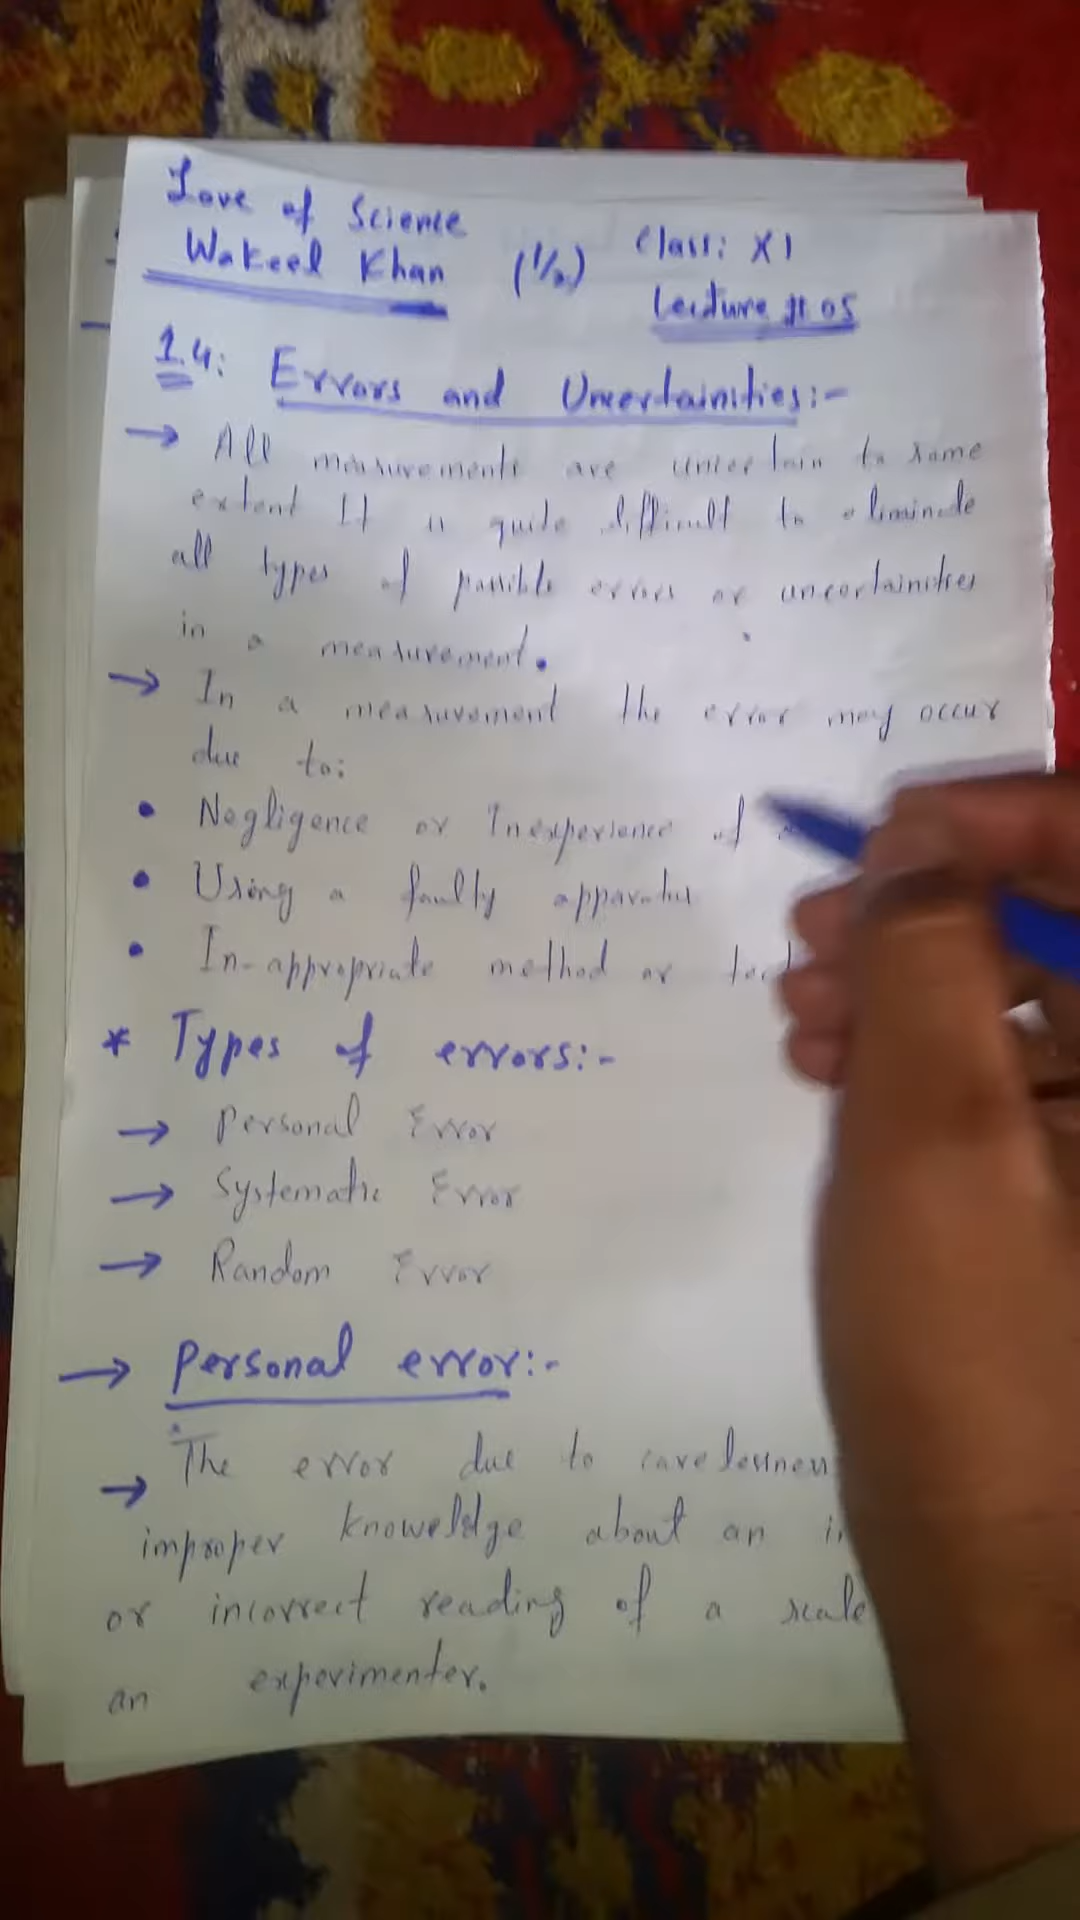 Love of Science
Wakeel Khan (1/2) Class: XI
Lecture # 05
1.4: Errors and Uncertainities:-
→ All measurements are uncertain to some
extent It is quite difficult to eliminate
all types of possible errors or uncertainities
in a measurement.
→ In a measurement the error may occur
due to:
• Negligence or Inexperience of
• Using a faulty apparatus
• In-appropriate method or
* Types of errors:-
→ Personal Error
→ Systematic Error
→ Random Error
→ Personal error:-
→ The error due to carelessness
improper knoweldge about an
or incorrect reading of a scale
an experimenter.